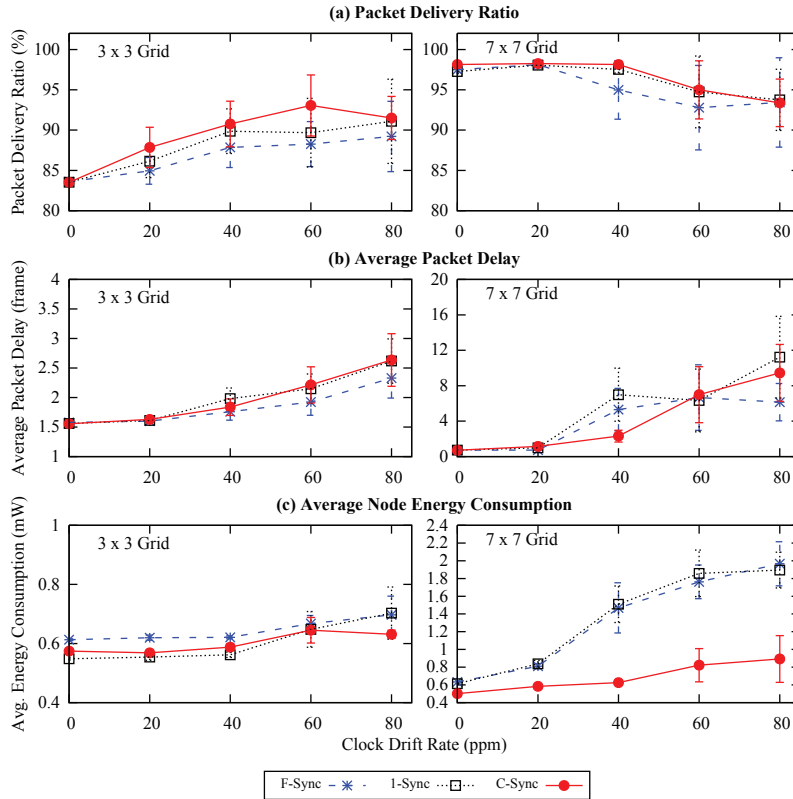 (a) Packet Delivery Ratio
Packet Delivery Ratio (%)
3 x 3 Grid
100
95
90
85
80
0 20 40 60 80
7 x 7 Grid
100
95
90
85
80
0 20 40 60 80
(b) Average Packet Delay
Average Packet Delay (frame)
3 x 3 Grid
4
3.5
3
2.5
2
1.5
1
0 20 40 60 80
7 x 7 Grid
20
16
12
8
4
0
0 20 40 60 80
(c) Average Node Energy Consumption
Avg. Energy Consumption (mW)
3 x 3 Grid
1
0.8
0.6
0.4
0 20 40 60 80
7 x 7 Grid
2.4
2.2
2
1.8
1.6
1.4
1.2
1
0.8
0.6
0.4
0 20 40 60 80
Clock Drift Rate (ppm)
F-Sync 1-Sync C-Sync